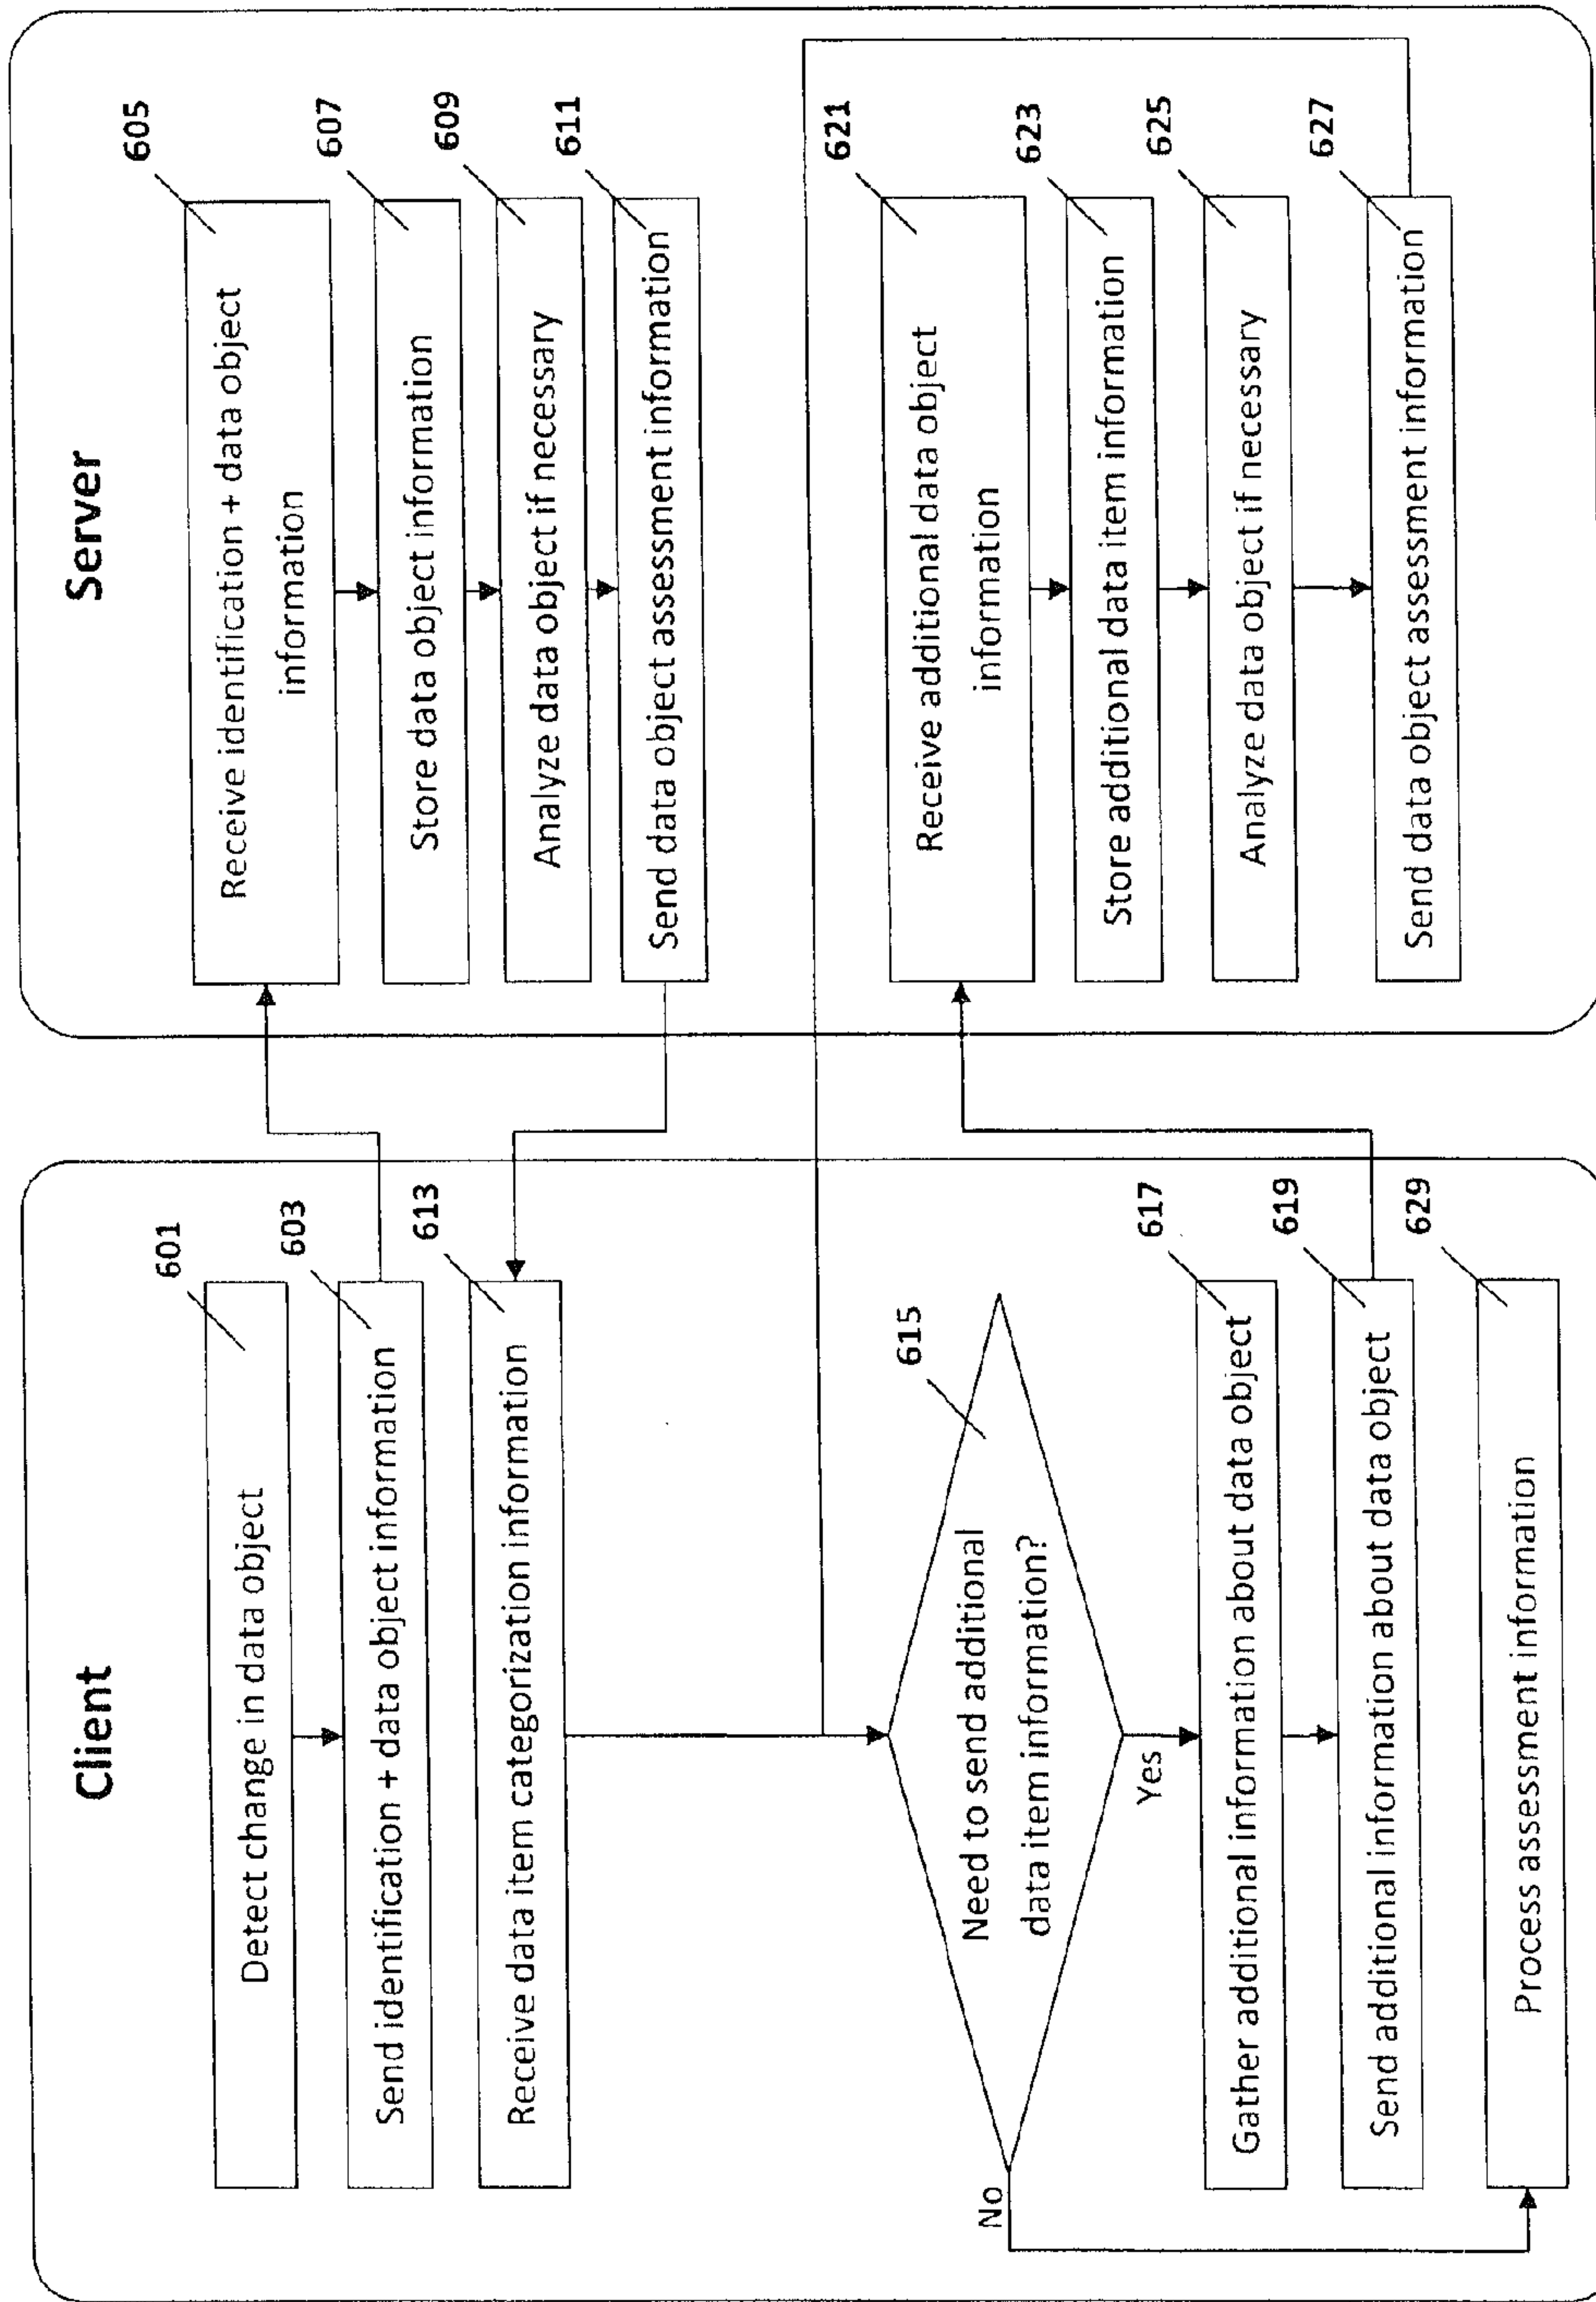 Client
Detect change in data object
601
Send identification + data object information
603
Receive data item categorization information
613
Need to send additional
data item information?
615
No
Yes
Gather additional information about data object
617
Send additional information about data object
619
Process assessment information
629
Server
Receive identification + data object
information
605
Store data object information
607
Analyze data object if necessary
609
Send data object assessment information
611
Receive additional data object
information
621
Store additional data item information
623
Analyze data object if necessary
625
Send data object assessment information
627